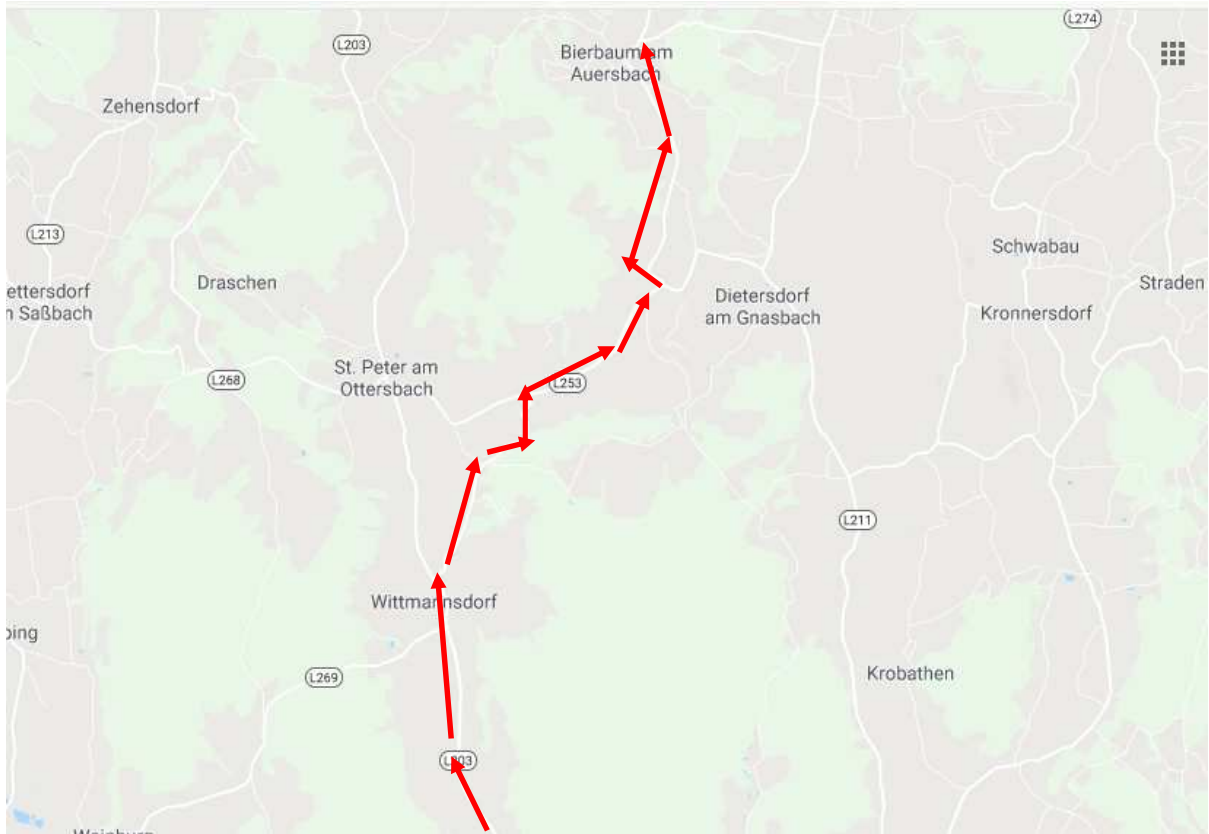 L274
L203
Bierbaum am
Auersbach
Zehensdorf
L213
Schwabau
Draschen
Straden
ettersdorf
n Saßbach
Dietersdorf
am Gnasbach
Kronnersdorf
St. Peter am
Ottersbach
L268
L253
L211
Wittmannsdorf
ping
Krobathen
L269
L203